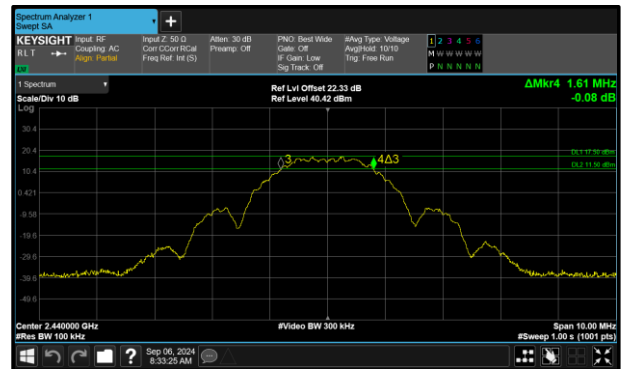 Spectrum Analyzer 1
Swept SA
+
KEYSIGHT Input: RF Input Z: 50 Ω Atten: 30 dB PNO: Best Wide #Avg Type: Voltage 1 2 3 4 5 6
RLT Coupling: AC Corr CCorr RCal Preamp: Off Gate: Off Avg|Hold: 10/10 M W W W W W
Align: Partial Freq Ref: Int (S) IF Gain: Low Trig: Free Run
Sig Track: Off P N N N N N
1 Spectrum Ref Lvl Offset 22.33 dB ΔMkr4 1.61 MHz
Scale/Div 10 dB Ref Level 40.42 dBm -0.08 dB
Log
30.4
20.4
DL1 17.50 dBm
3 4Δ3
DL2 11.50 dBm
10.4
0.421
-9.58
-19.6
-29.6
-39.6
-49.6
Center 2.440000 GHz #Video BW 300 kHz Span 10.00 MHz
#Res BW 100 kHz #Sweep 1.00 s (1001 pts)
? Sep 06, 2024
8:33:25 AM